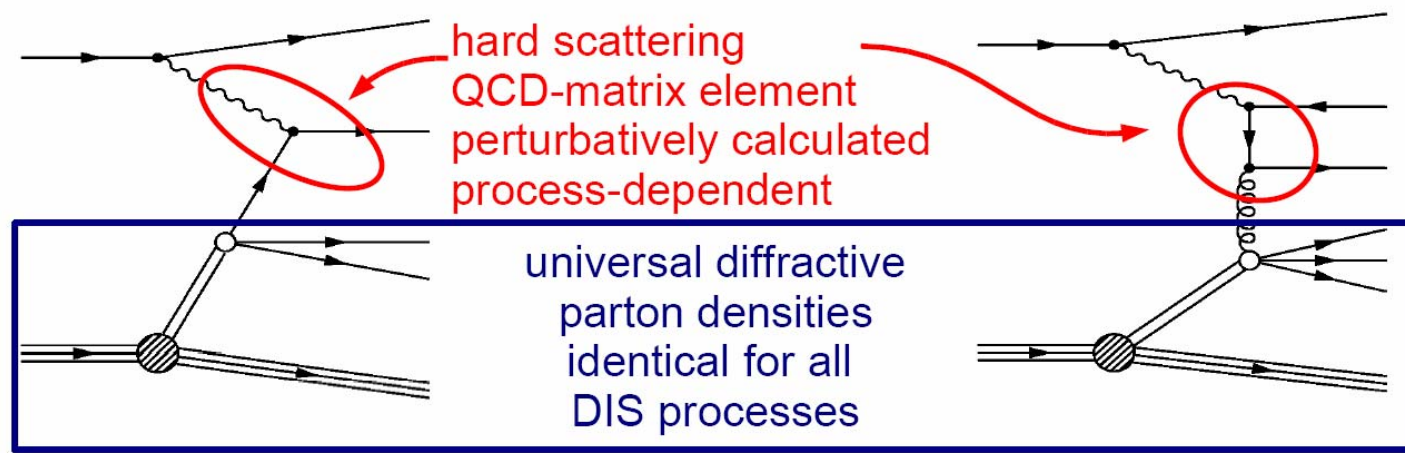 hard scattering
QCD-matrix element
perturbatively calculated
process-dependent
universal diffractive
parton densities
identical for all
DIS processes